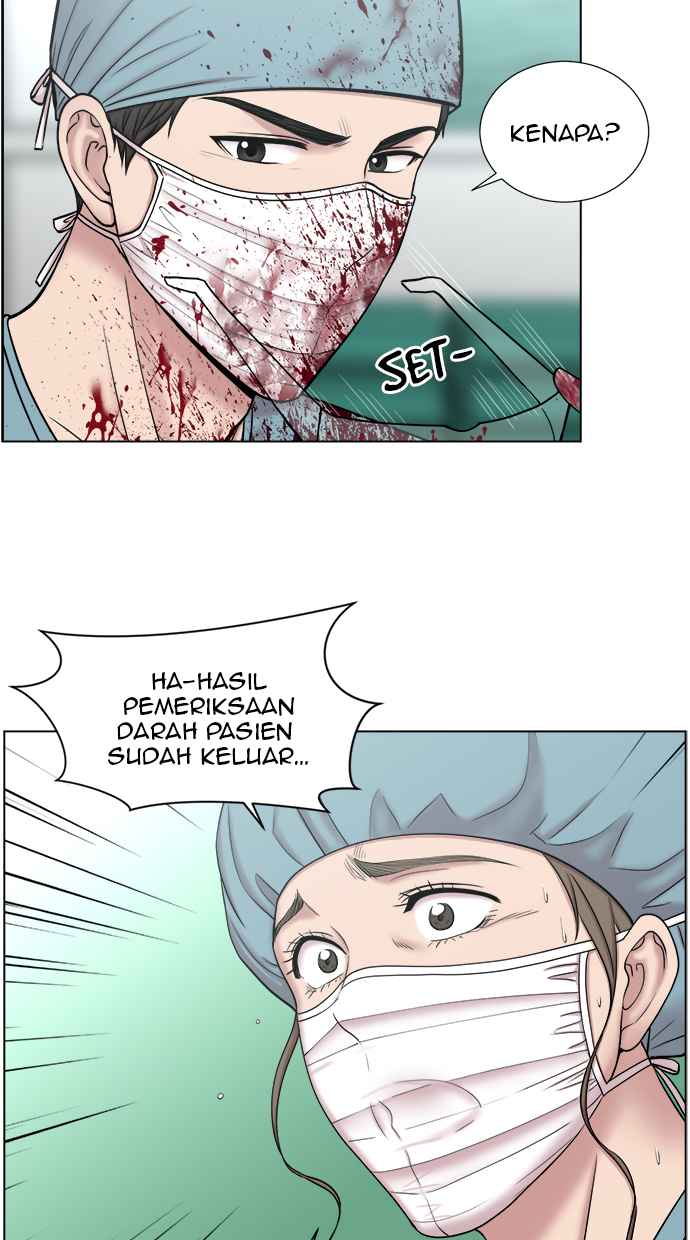 KENAPA?
SET-
HA-HASIL
PEMERIKSAAN
DARAH PASIEN
SUDAH KELUAR...